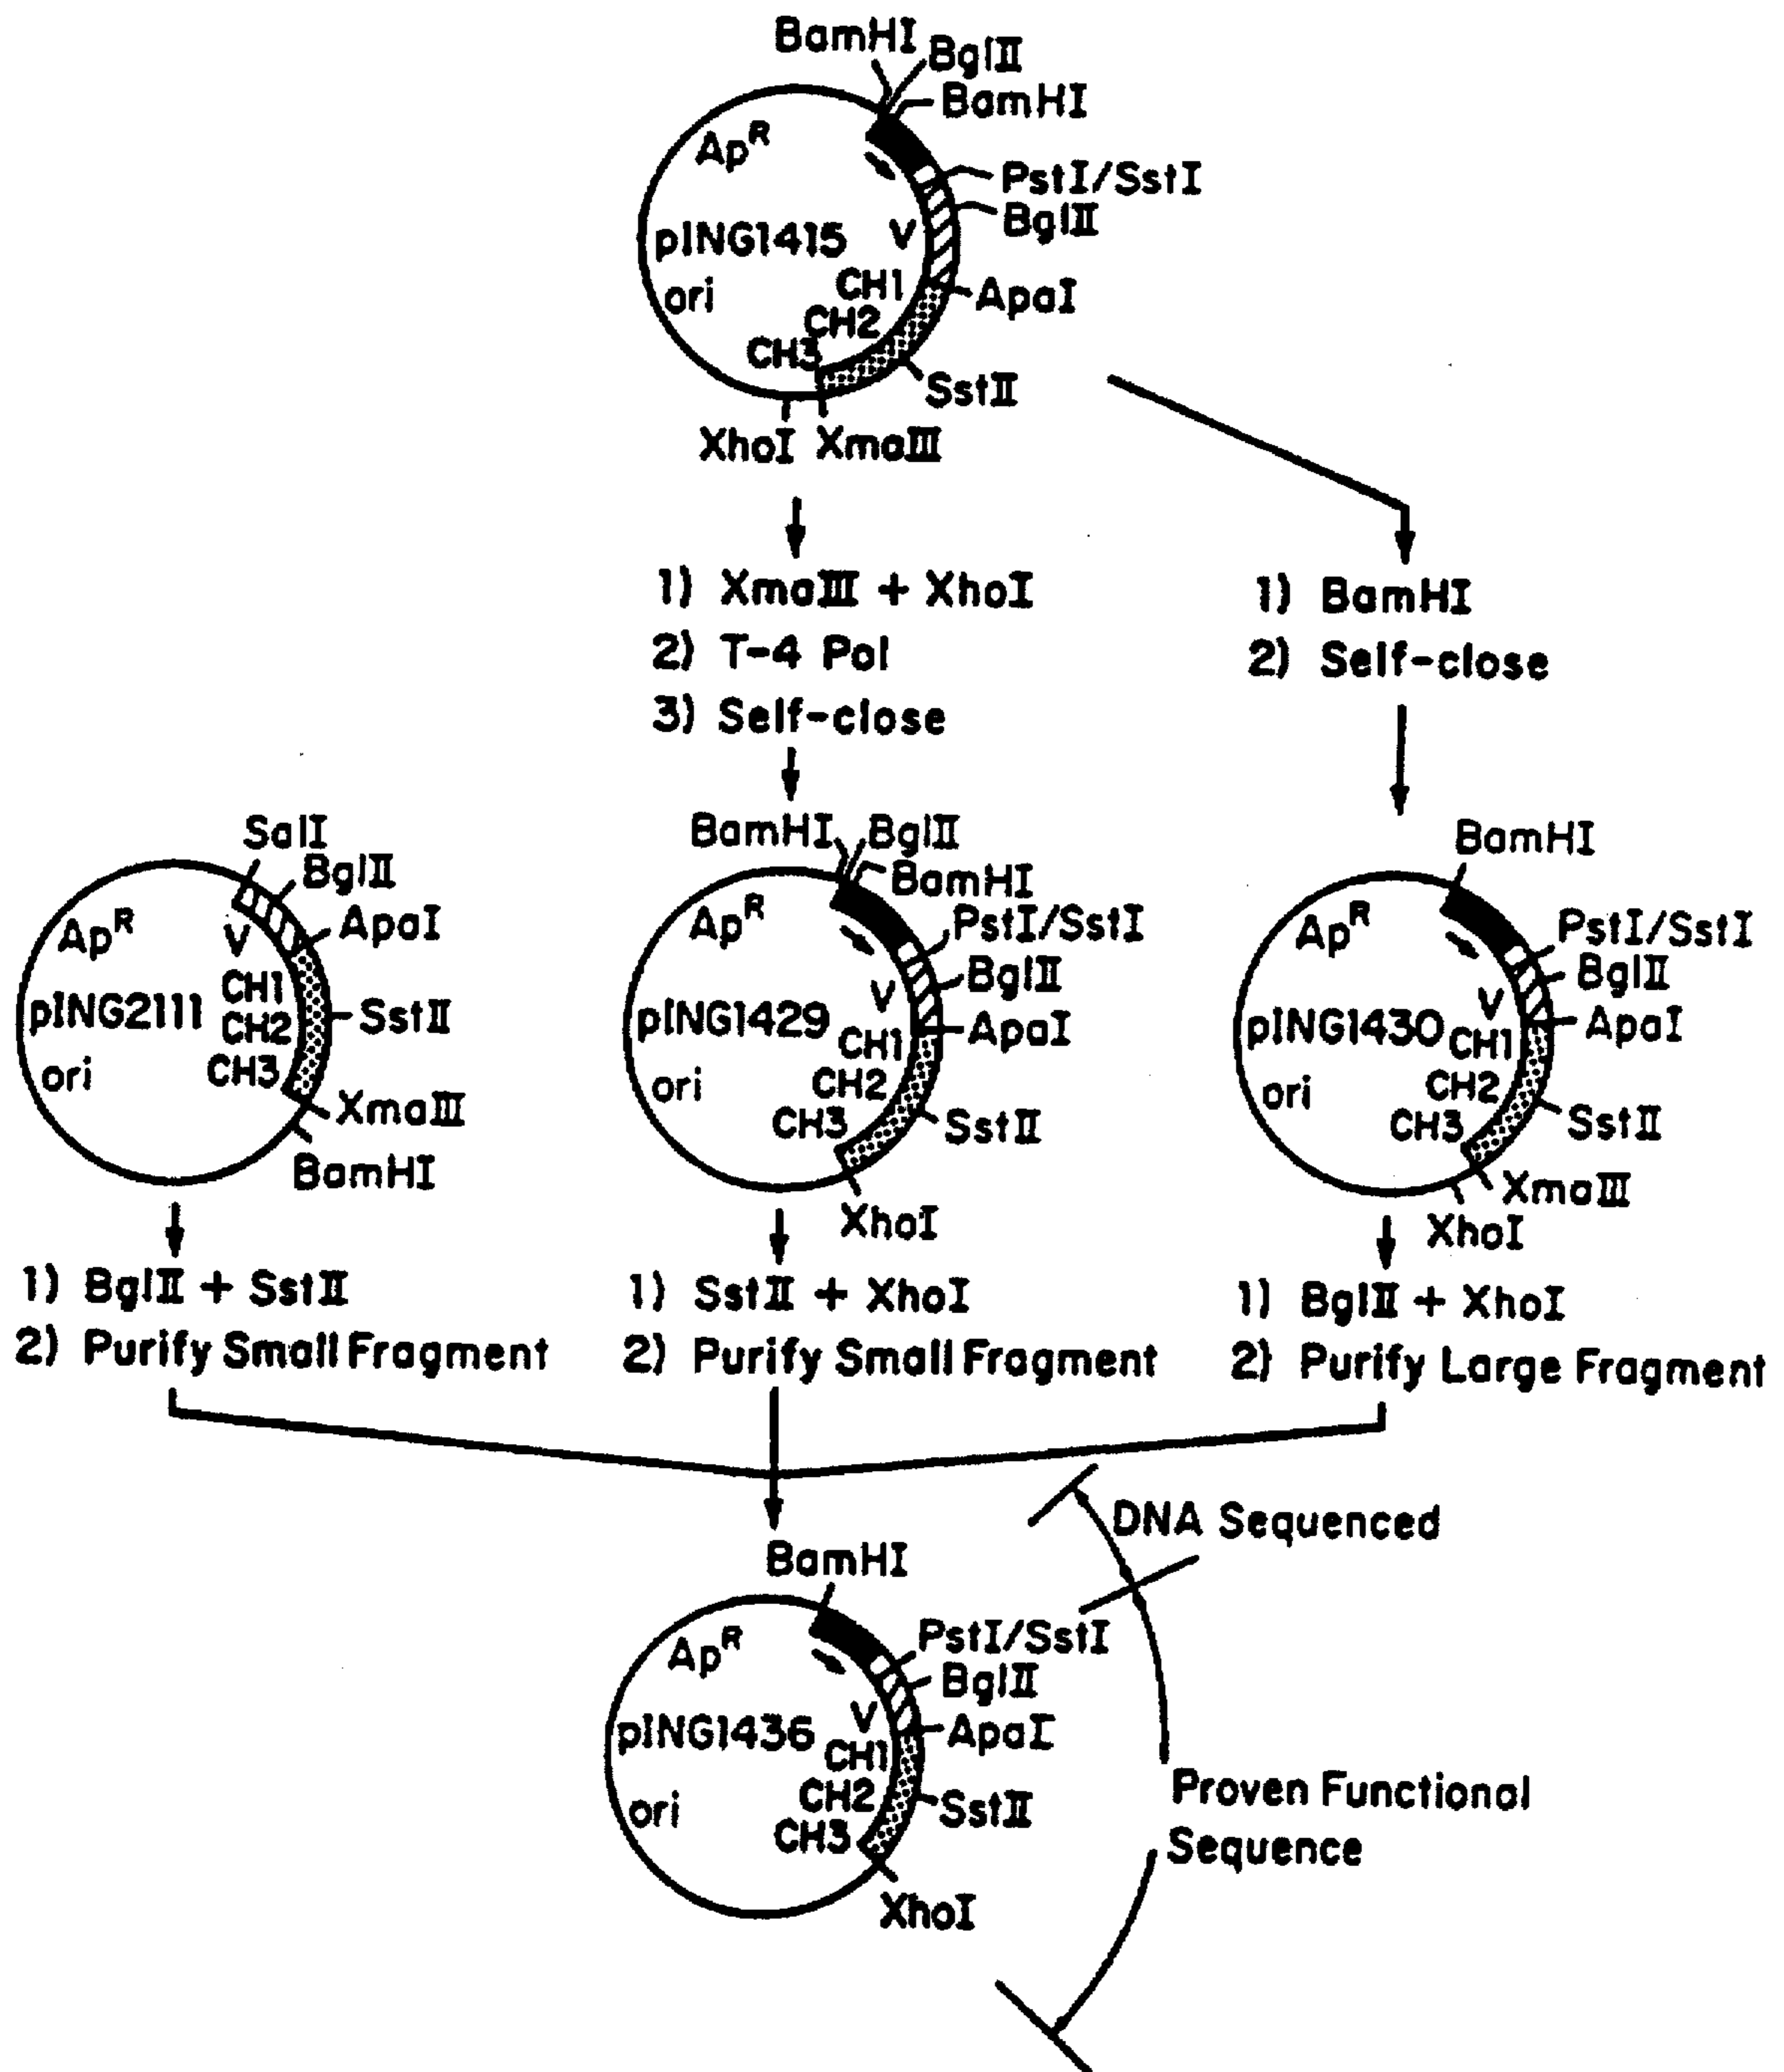 BamHI
BglII
BamHI
Ap^R
PstI/SstI
BglII
pING1415
V
CH1
ApaI
ori
CH2
CH3
SstII
XhoI
XmaIII
1) XmaIII + XhoI
2) T-4 Pol
3) Self-close
1) BamHI
2) Self-close
SalI
BglII
ApaI
Ap^R
V
CH1
pING2111
CH2
SstII
CH3
ori
XmaIII
BamHI
1) BglII + SstII
2) Purify Small Fragment
BamHI
BglII
BamHI
Ap^R
PstI/SstI
BglII
V
pING1429
ApaI
CH1
ori
CH2
CH3
SstII
XhoI
1) SstII + XhoI
2) Purify Small Fragment
BamHI
Ap^R
PstI/SstI
BglII
V
pING1430
ApaI
CH1
ori
CH2
CH3
SstII
XmaIII
XhoI
1) BglII + XhoI
2) Purify Large Fragment
DNA Sequenced
BamHI
Ap^R
PstI/SstI
BglII
V
pING1436
ApaI
CH1
CH2
ori
SstII
CH3
XhoI
Proven Functional
Sequence